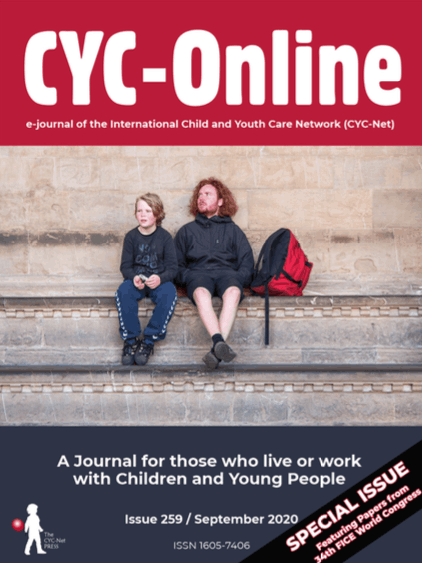 CYC-Online
e-journal of the International Child and Youth Care Network (CYC-Net)
A Journal for those who live or work
with Children and Young People
Issue 259 / September 2020
SPECIAL ISSUE
Featuring Papers from
34th FICE World Congress
The
CYC-Net
PRESS
ISSN 1605-7406